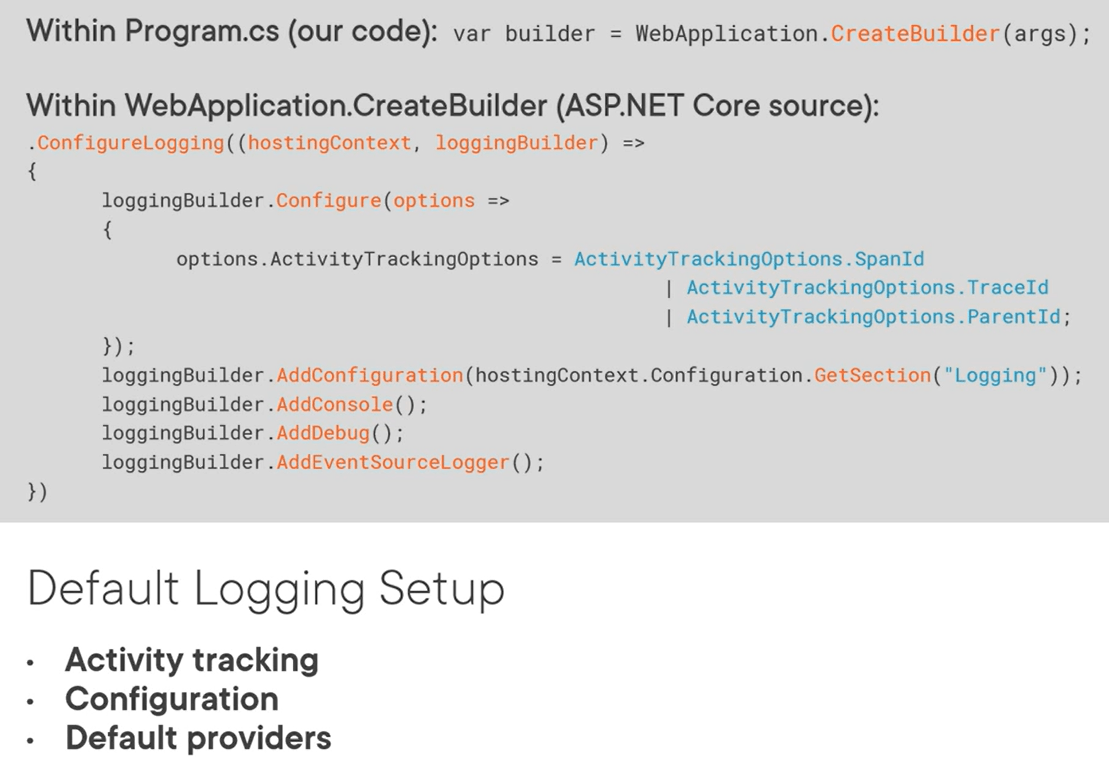 Within Program.cs (our code): var builder = WebApplication.CreateBuilder(args);
Within WebApplication.CreateBuilder (ASP.NET Core source):
.ConfigureLogging((hostingContext, loggingBuilder) =>
{
loggingBuilder.Configure(options =>
{
options.ActivityTrackingOptions = ActivityTrackingOptions.SpanId
| ActivityTrackingOptions.TraceId
| ActivityTrackingOptions.ParentId;
});
loggingBuilder.AddConfiguration(hostingContext.Configuration.GetSection("Logging"));
loggingBuilder.AddConsole();
loggingBuilder.AddDebug();
loggingBuilder.AddEventSourceLogger();
})
Default Logging Setup
• Activity tracking
• Configuration
• Default providers